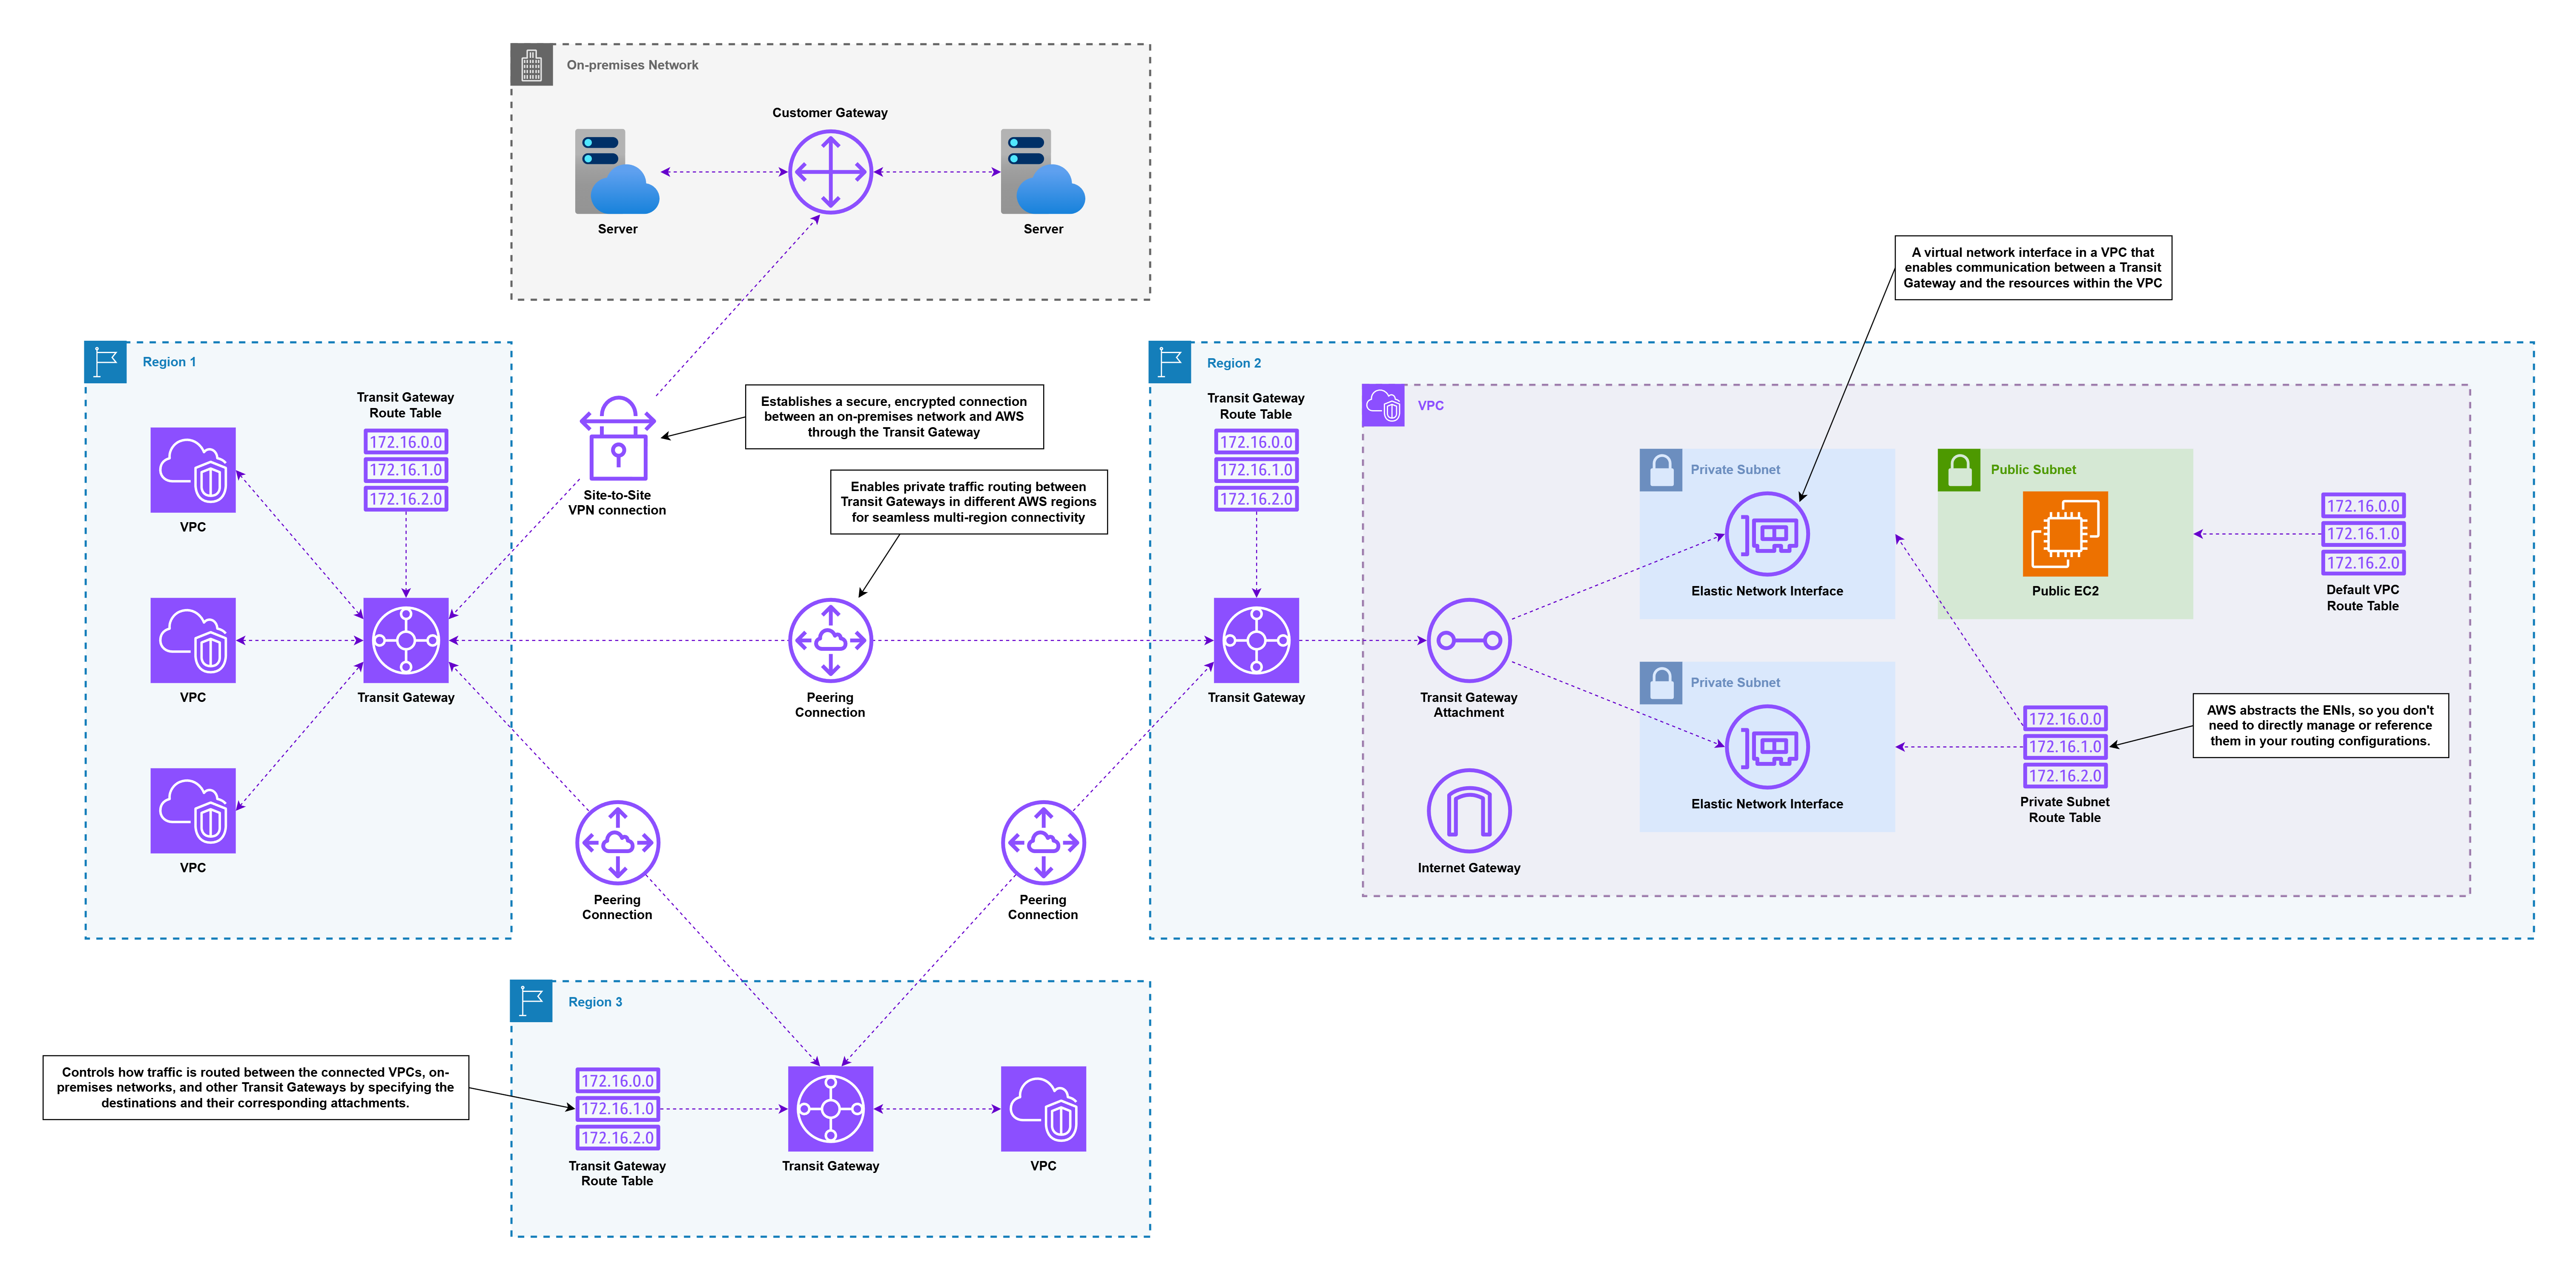 On-premises Network
Customer Gateway
Server
Server
A virtual network interface in a VPC that
enables communication between a Transit
Gateway and the resources within the VPC
Region 1
Transit Gateway
Route Table
172.16.0.0
172.16.1.0
172.16.2.0
VPC
VPC
VPC
Transit Gateway
Establishes a secure, encrypted connection
between an on-premises network and AWS
through the Transit Gateway
Site-to-Site
VPN connection
Enables private traffic routing between
Transit Gateways in different AWS regions
for seamless multi-region connectivity
Peering
Connection
Peering
Connection
Peering
Connection
Region 2
Transit Gateway
Route Table
172.16.0.0
172.16.1.0
172.16.2.0
Transit Gateway
VPC
Transit Gateway
Attachment
Internet Gateway
Private Subnet
Elastic Network Interface
Private Subnet
Elastic Network Interface
Public Subnet
Public EC2
172.16.0.0
172.16.1.0
172.16.2.0
Default VPC
Route Table
172.16.0.0
172.16.1.0
172.16.2.0
Private Subnet
Route Table
AWS abstracts the ENIs, so you don't
need to directly manage or reference
them in your routing configurations.
Region 3
Controls how traffic is routed between the connected VPCs, on-
premises networks, and other Transit Gateways by specifying the
destinations and their corresponding attachments.
172.16.0.0
172.16.1.0
172.16.2.0
Transit Gateway
Route Table
Transit Gateway
VPC